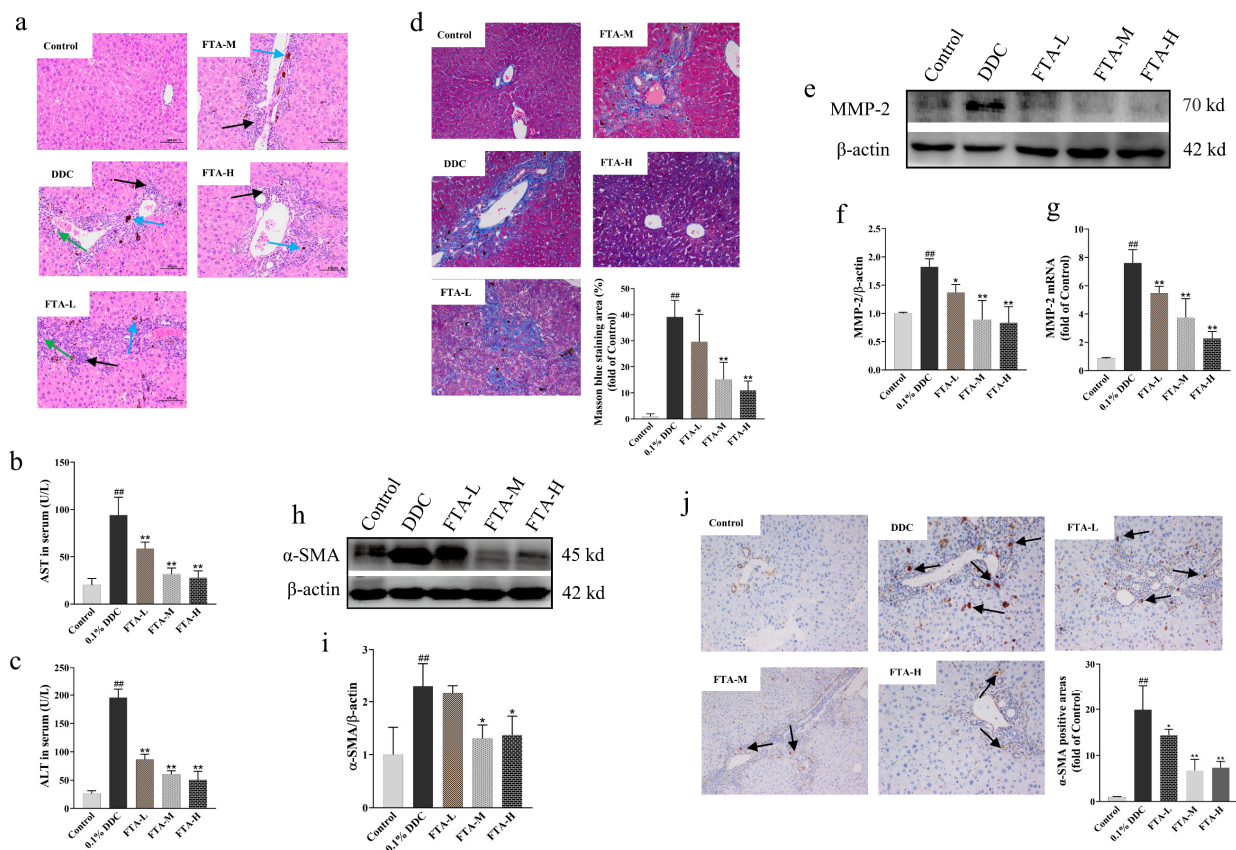 a
Control
FTA-M
DDC
FTA-H
FTA-L
b
AST in serum (U/L)
150
100
50
0
##
**
**
**
Control
0.1% DDC
FTA-L
FTA-M
FTA-H
c
ALT in serum (U/L)
250
200
150
100
50
0
##
**
**
**
Control
0.1% DDC
FTA-L
FTA-M
FTA-H
d
Control
FTA-M
DDC
FTA-H
FTA-L
Masson blue staining area (%)
(fold of Control)
50
40
30
20
10
0
##
*
**
**
Control
0.1% DDC
FTA-L
FTA-M
FTA-H
e
Control
DDC
FTA-L
FTA-M
FTA-H
MMP-2
70 kd
β-actin
42 kd
f
MMP-2/β-actin
2.5
2.0
1.5
1.0
0.5
0.0
##
*
**
**
Control
0.1% DDC
FTA-L
FTA-M
FTA-H
g
MMP-2 mRNA
(fold of Control)
10
8
6
4
2
0
##
**
**
**
Control
0.1% DDC
FTA-L
FTA-M
FTA-H
h
Control
DDC
FTA-L
FTA-M
FTA-H
α-SMA
45 kd
β-actin
42 kd
i
α-SMA/β-actin
3
2
1
0
##
*
*
Control
0.1% DDC
FTA-L
FTA-M
FTA-H
j
Control
DDC
FTA-L
FTA-M
FTA-H
α-SMA positive areas
(fold of Control)
30
20
10
0
##
*
**
**
Control
0.1% DDC
FTA-L
FTA-M
FTA-H